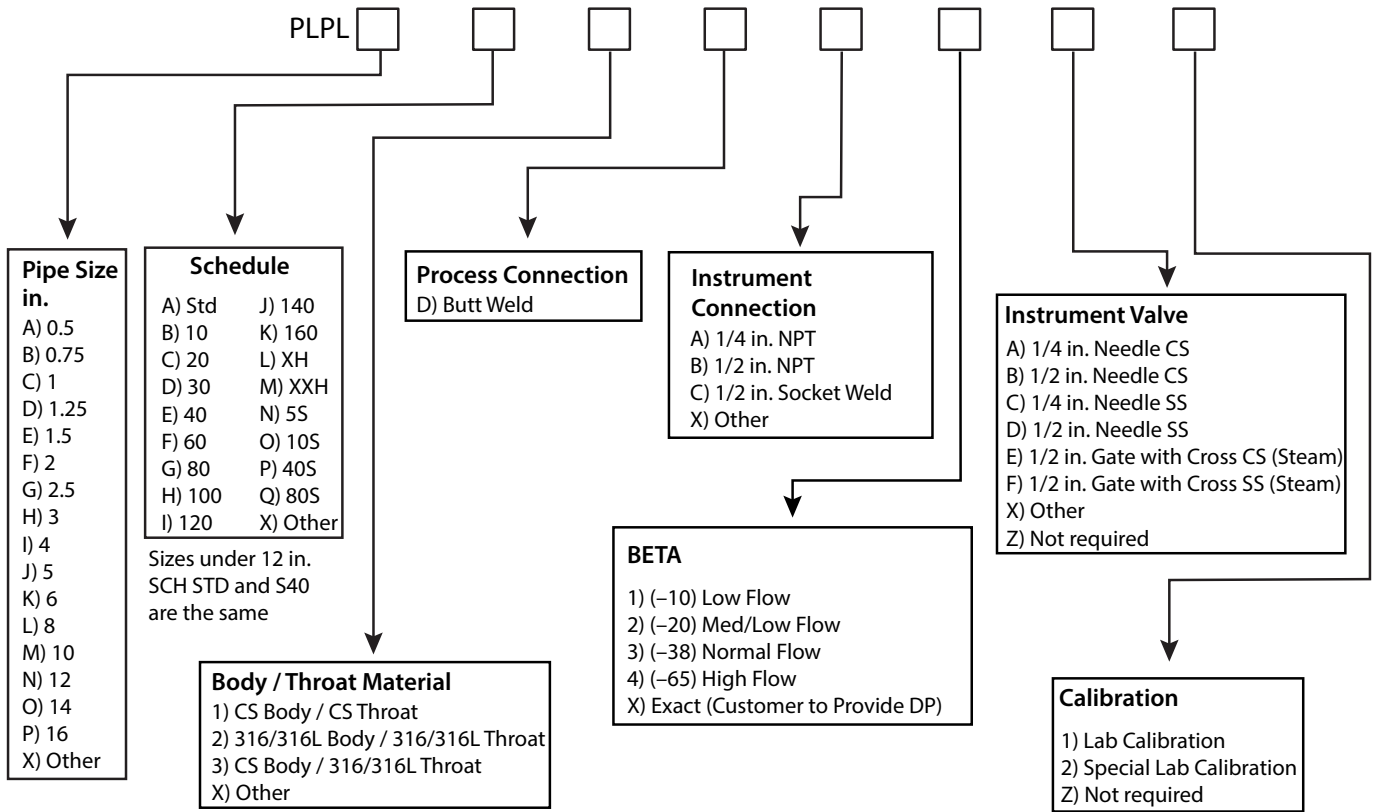 PLPL
Pipe Size
in.
A) 0.5
B) 0.75
C) 1
D) 1.25
E) 1.5
F) 2
G) 2.5
H) 3
I) 4
J) 5
K) 6
L) 8
M) 10
N) 12
O) 14
P) 16
X) Other
Schedule
A) Std J) 140
B) 10 K) 160
C) 20 L) XH
D) 30 M) XXH
E) 40 N) 5S
F) 60 O) 10S
G) 80 P) 40S
H) 100 Q) 80S
I) 120 X) Other
Sizes under 12 in.
SCH STD and S40
are the same
Body / Throat Material
1) CS Body / CS Throat
2) 316/316L Body / 316/316L Throat
3) CS Body / 316/316L Throat
X) Other
Process Connection
D) Butt Weld
Instrument
Connection
A) 1/4 in. NPT
B) 1/2 in. NPT
C) 1/2 in. Socket Weld
X) Other
BETA
1) (–10) Low Flow
2) (–20) Med/Low Flow
3) (–38) Normal Flow
4) (–65) High Flow
X) Exact (Customer to Provide DP)
Instrument Valve
A) 1/4 in. Needle CS
B) 1/2 in. Needle CS
C) 1/4 in. Needle SS
D) 1/2 in. Needle SS
E) 1/2 in. Gate with Cross CS (Steam)
F) 1/2 in. Gate with Cross SS (Steam)
X) Other
Z) Not required
Calibration
1) Lab Calibration
2) Special Lab Calibration
Z) Not required